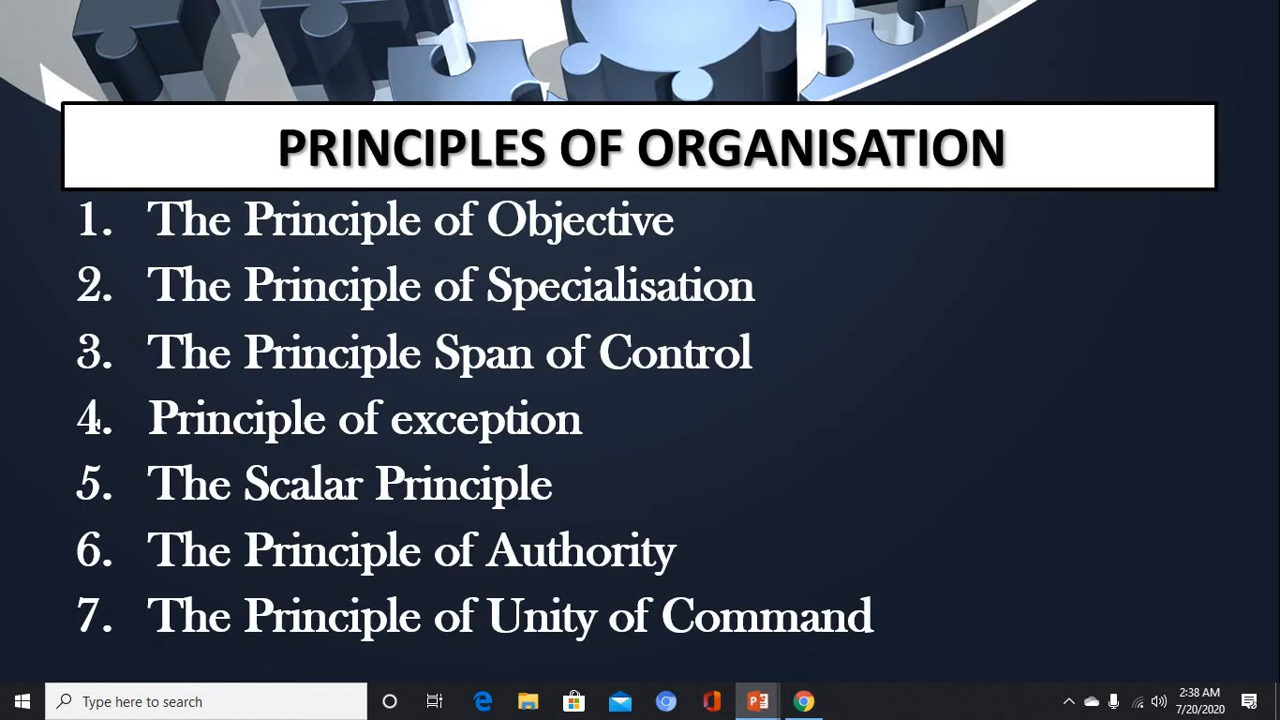 PRINCIPLES OF ORGANISATION
1. The Principle of Objective
2. The Principle of Specialisation
3. The Principle Span of Control
4. Principle of exception
5. The Scalar Principle
6. The Principle of Authority
7. The Principle of Unity of Command
Type here to search
2:38 AM
7/20/2020